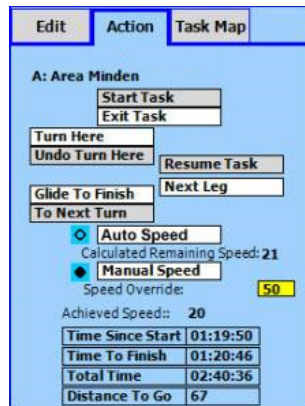 Edit Action Task Map
A: Area Minden
Start Task
Exit Task
Turn Here
Undo Turn Here
Resume Task
Next Leg
Glide To Finish
To Next Turn
Auto Speed
Calculated Remaining Speed: 21
Manual Speed
Speed Override: 50
Achieved Speed:: 20
Time Since Start 01:19:50
Time To Finish 01:20:46
Total Time 02:40:36
Distance To Go 67